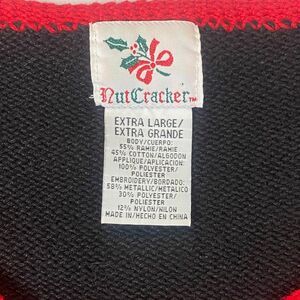 NutCracker™
EXTRA LARGE/
EXTRA GRANDE
BODY/CUERPO:
55% RAMIE/RAMIE
45% COTTON/ALGODON
APPLIQUE/APLICACION:
100% POLYESTER/
POLIESTER
EMBROIDERY/BORDADO:
58% METALLIC/METALICO
30% POLYESTER/
POLIESTER
12% NYLON/NILON
MADE IN/HECHO EN CHINA